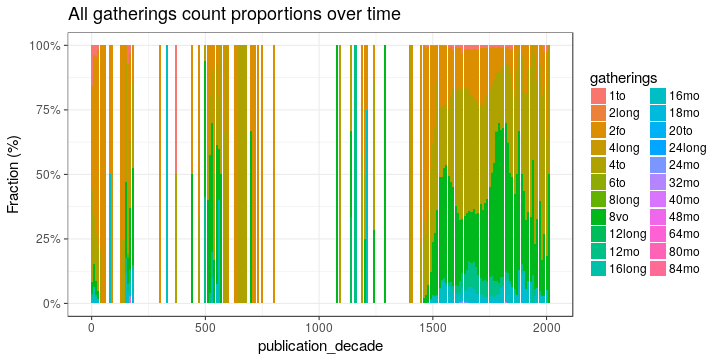 All gatherings count proportions over time
100%
75%
50%
25%
0%
Fraction (%)
0
500
1000
1500
2000
publication_decade
gatherings
1to
2long
2fo
4long
4to
6to
8long
8vo
12long
12mo
16long
16mo
18mo
20to
24long
24mo
32mo
40mo
48mo
64mo
80mo
84mo